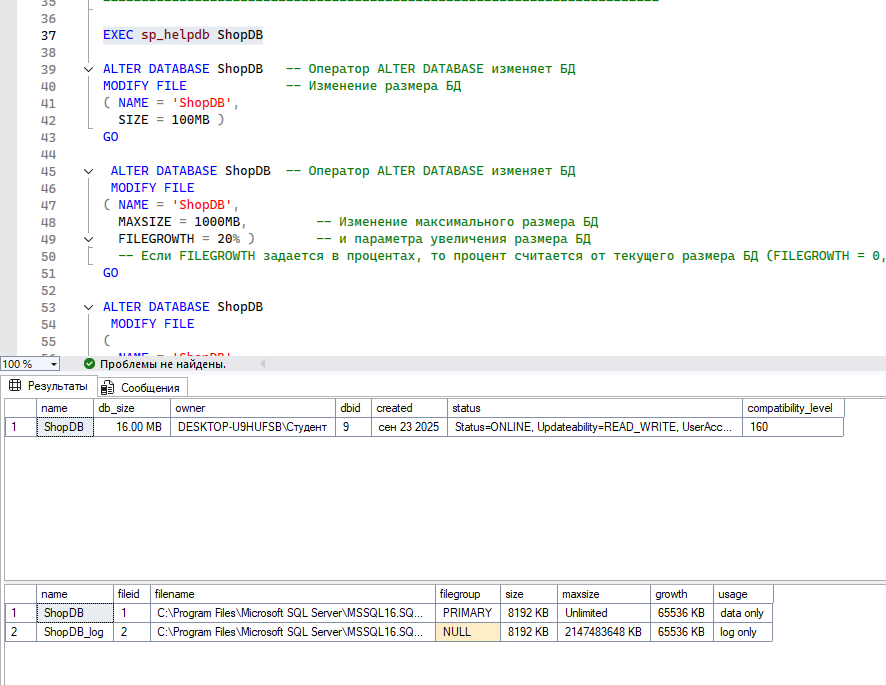 35 --------------------------------------------------------------------------
36
37 EXEC sp_helpdb ShopDB
38
39 ALTER DATABASE ShopDB -- Оператор ALTER DATABASE изменяет БД
40 MODIFY FILE -- Изменение размера БД
41 ( NAME = 'ShopDB',
42 SIZE = 100MB )
43 GO
44
45 ALTER DATABASE ShopDB -- Оператор ALTER DATABASE изменяет БД
46 MODIFY FILE
47 ( NAME = 'ShopDB',
48 MAXSIZE = 1000MB, -- Изменение максимального размера БД
49 FILEGROWTH = 20% ) -- и параметра увеличения размера БД
50 -- Если FILEGROWTH задается в процентах, то процент считается от текущего размера БД (FILEGROWTH = 0,
51 GO
52
53 ALTER DATABASE ShopDB
54 MODIFY FILE
55 (
56 NAME = 'ShopDB'
100 % Проблемы не найдены.
Результаты Сообщения
name db_size owner dbid created status compatibility_level
1 ShopDB 16.00 MB DESKTOP-U9HUFSB\Студент 9 сен 23 2025 Status=ONLINE, Updateability=READ_WRITE, UserAcc... 160
name fileid filename filegroup size maxsize growth usage
1 ShopDB 1 C:\Program Files\Microsoft SQL Server\MSSQL16.SQ... PRIMARY 8192 KB Unlimited 65536 KB data only
2 ShopDB_log 2 C:\Program Files\Microsoft SQL Server\MSSQL16.SQ... NULL 8192 KB 2147483648 KB 65536 KB log only